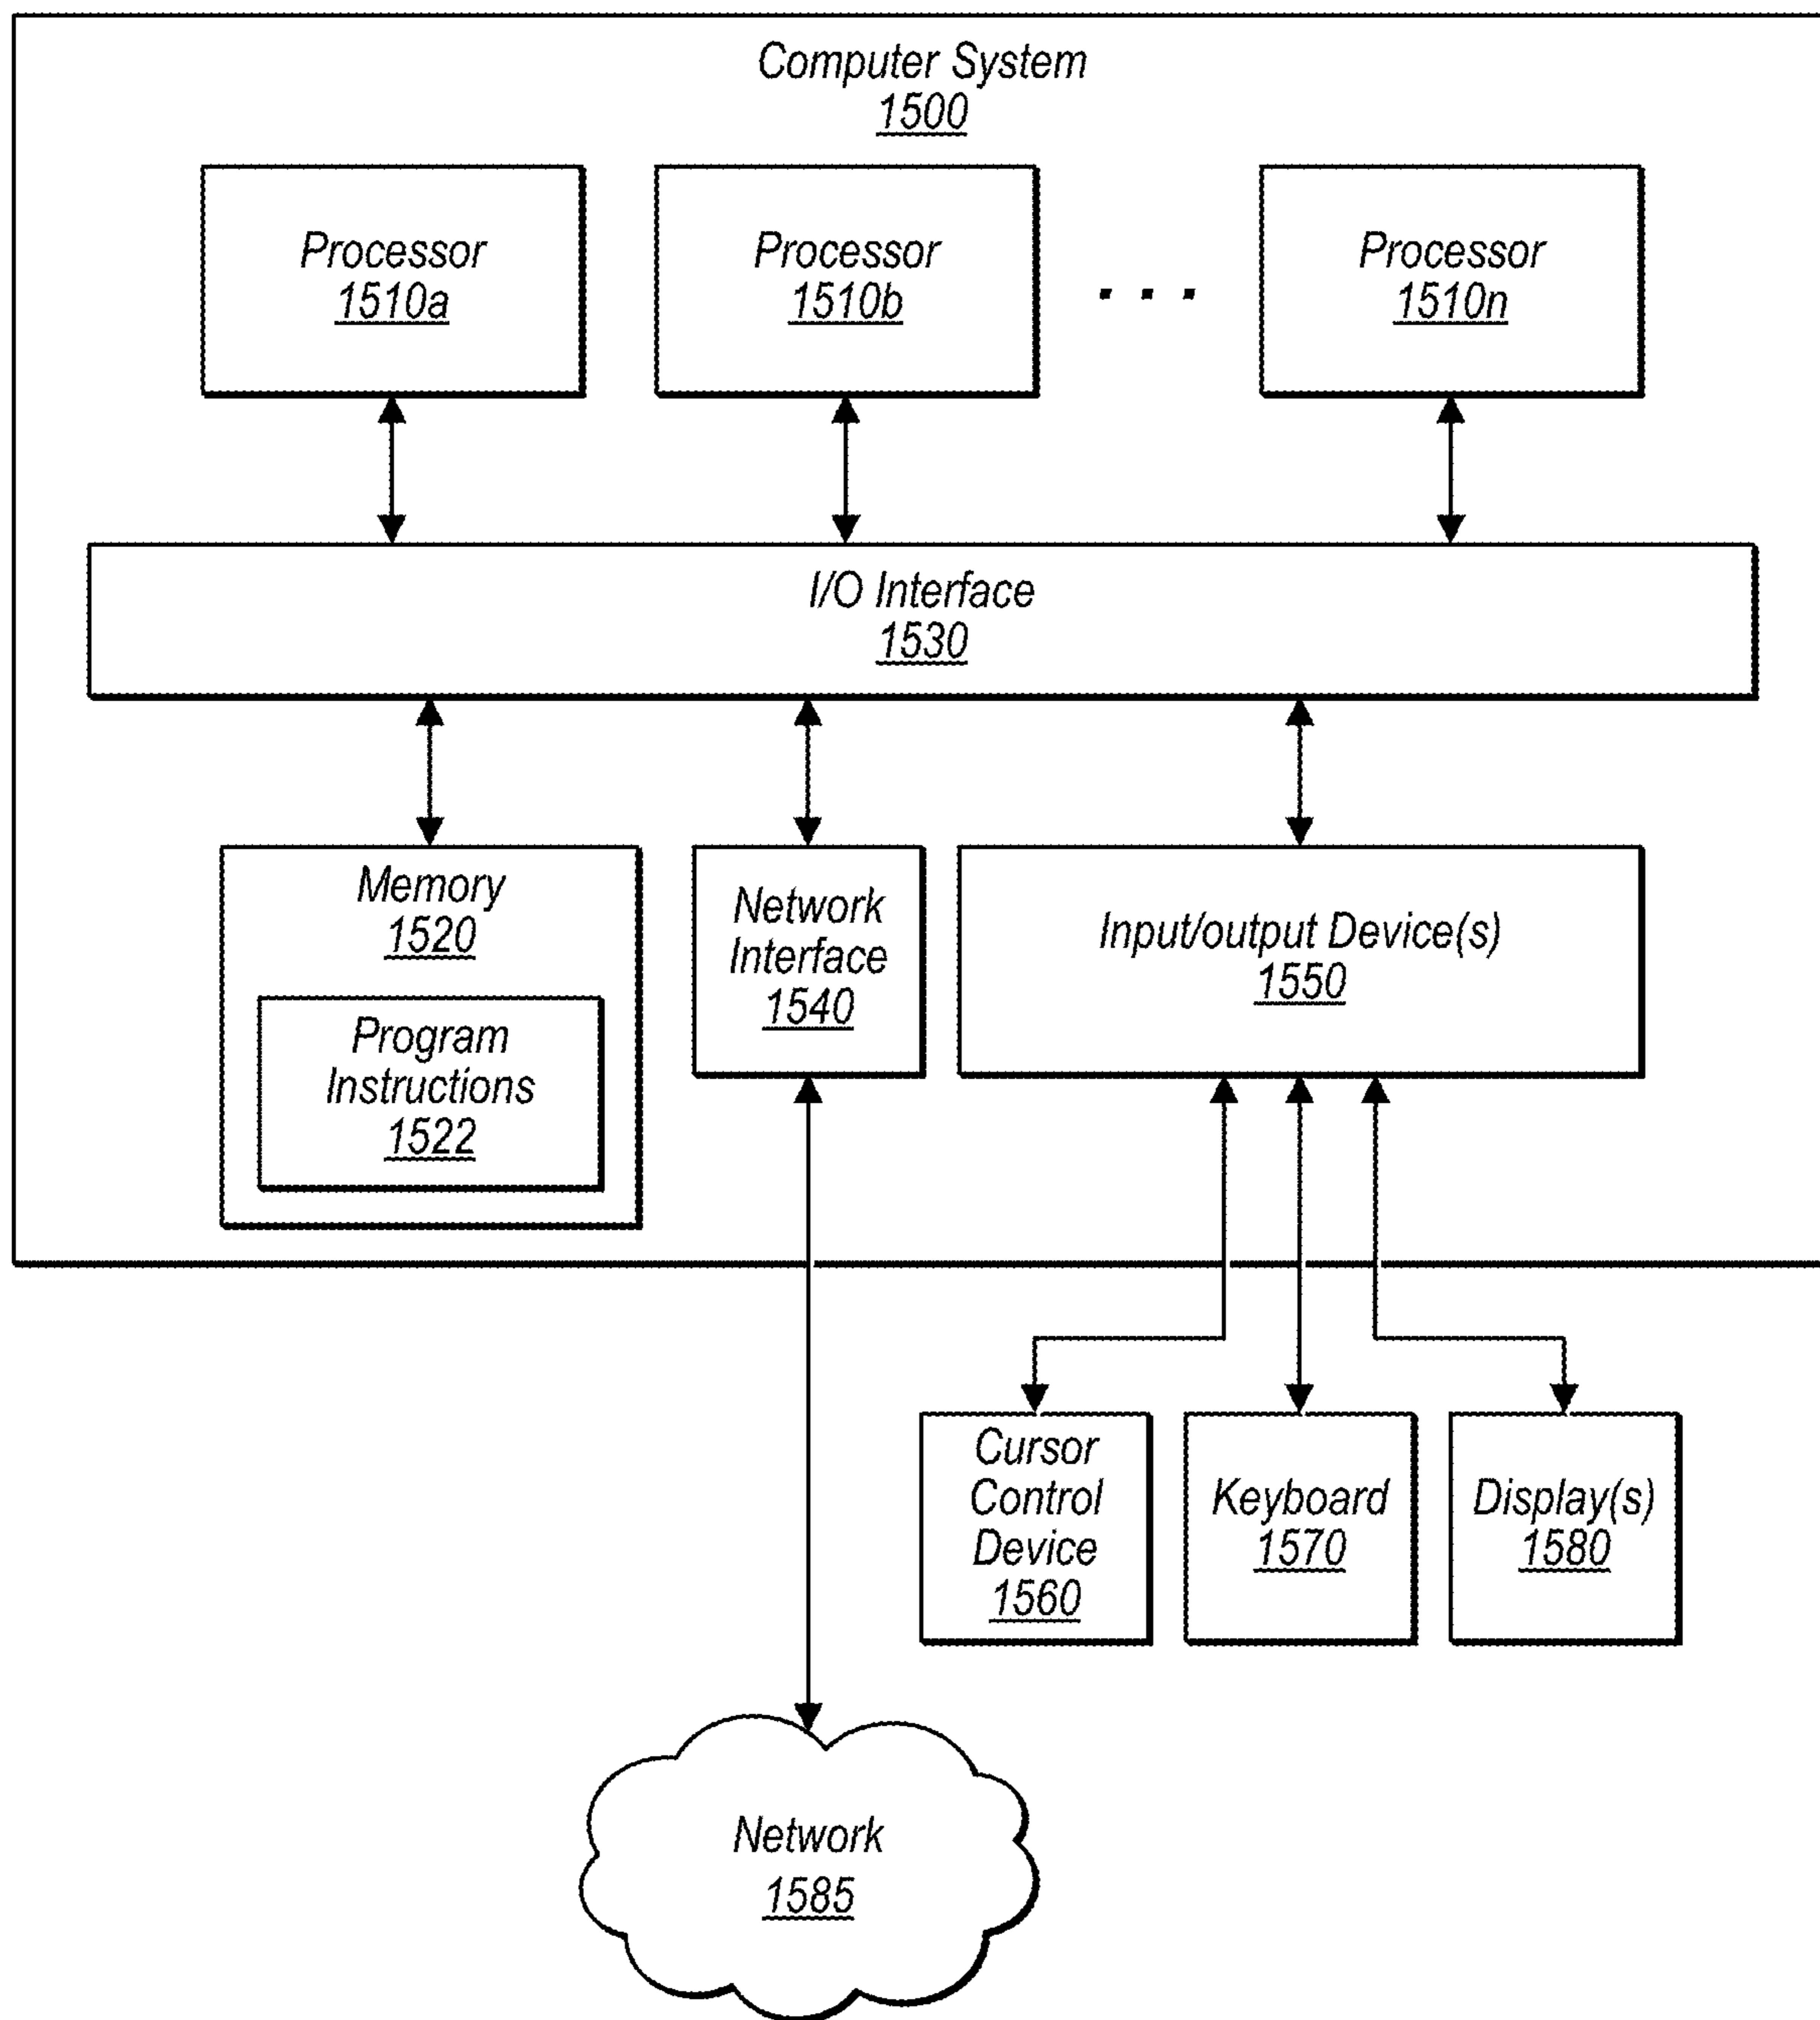 Computer System
1500
Processor
1510a
Processor
1510b
. . .
Processor
1510n
I/O Interface
1530
Memory
1520
Program
Instructions
1522
Network
Interface
1540
Input/output Device(s)
1550
Cursor
Control
Device
1560
Keyboard
1570
Display(s)
1580
Network
1585